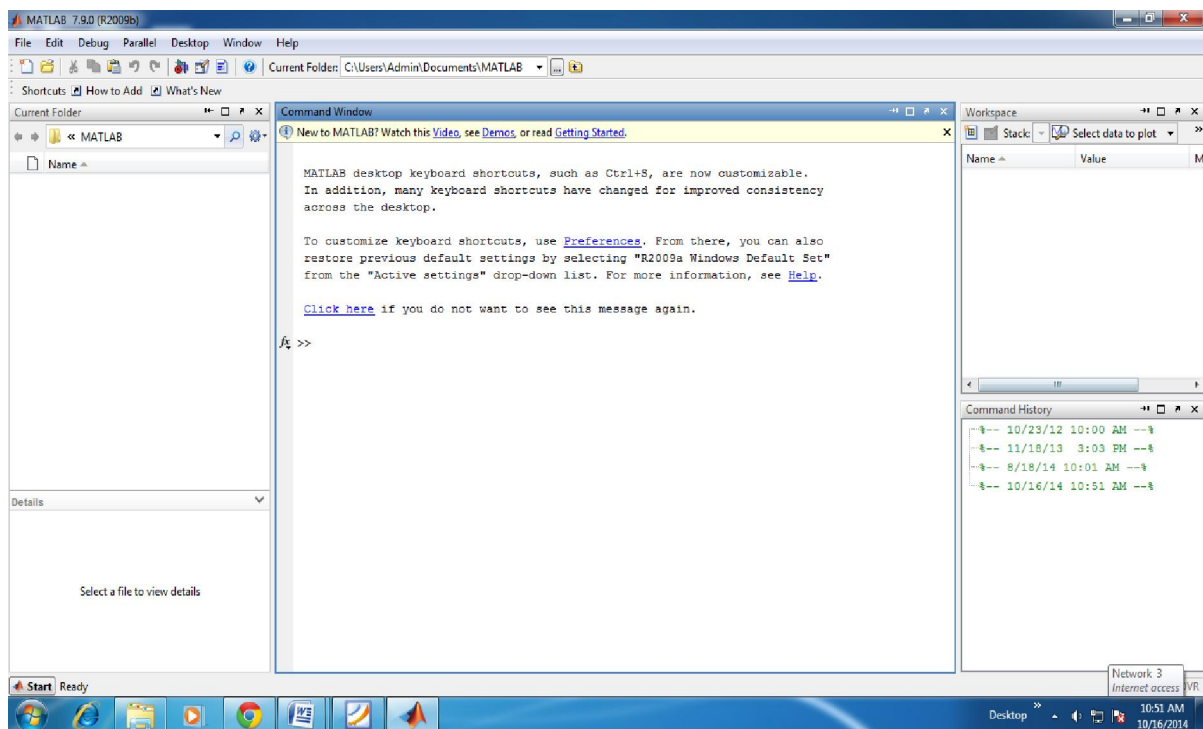 MATLAB 7.9.0 (R2009b)
File Edit Debug Parallel Desktop Window Help
Current Folder: C:\Users\Admin\Documents\MATLAB
Shortcuts How to Add What's New
Current Folder
« MATLAB
Name
Details
Select a file to view details
Command Window
New to MATLAB? Watch this Video, see Demos, or read Getting Started.
MATLAB desktop keyboard shortcuts, such as Ctrl+S, are now customizable.
In addition, many keyboard shortcuts have changed for improved consistency
across the desktop.
To customize keyboard shortcuts, use Preferences. From there, you can also
restore previous default settings by selecting "R2009a Windows Default Set"
from the "Active settings" drop-down list. For more information, see Help.
Click here if you do not want to see this message again.
fx >>
Workspace
Stack: Select data to plot »
Name Value M
Command History
%-- 10/23/12 10:00 AM --%
%-- 11/18/13 3:03 PM --%
%-- 8/18/14 10:01 AM --%
%-- 10/16/14 10:51 AM --%
Start Ready
Network 3
Internet access
VR
Desktop »
10:51 AM
10/16/2014